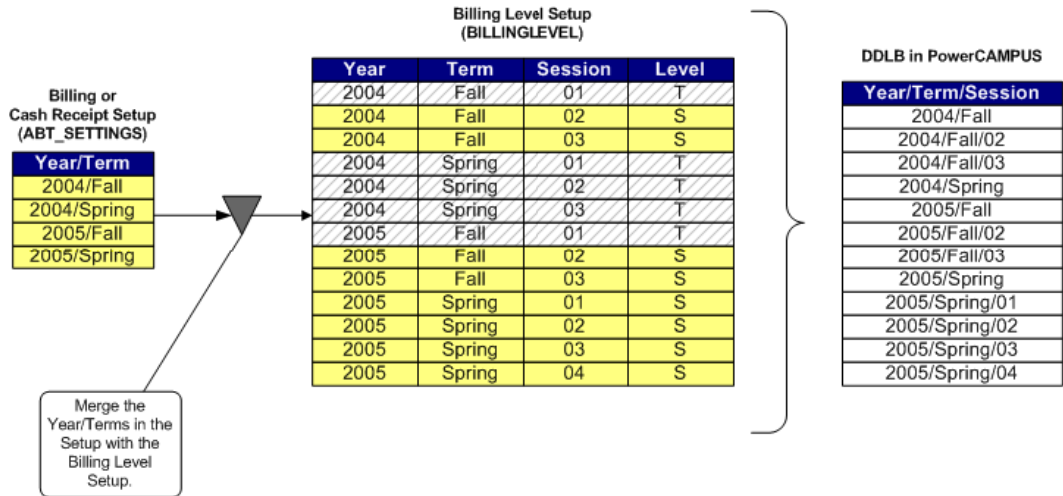 Billing or
Cash Receipt Setup
(ABT_SETTINGS)
Year/Term
2004/Fall
2004/Spring
2005/Fall
2005/Spring
Merge the
Year/Terms in the
Setup with the
Billing Level
Setup.
Billing Level Setup
(BILLINGLEVEL)
Year Term Session Level
2004 Fall 01 T
2004 Fall 02 S
2004 Fall 03 S
2004 Spring 01 T
2004 Spring 02 T
2004 Spring 03 T
2005 Fall 01 T
2005 Fall 02 S
2005 Fall 03 S
2005 Spring 01 S
2005 Spring 02 S
2005 Spring 03 S
2005 Spring 04 S
DDLB in PowerCAMPUS
Year/Term/Session
2004/Fall
2004/Fall/02
2004/Fall/03
2004/Spring
2005/Fall
2005/Fall/02
2005/Fall/03
2005/Spring
2005/Spring/01
2005/Spring/02
2005/Spring/03
2005/Spring/04